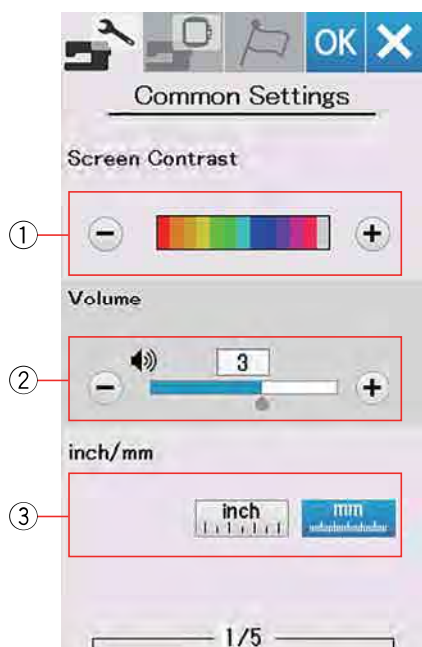 OK
Common Settings
Screen Contrast
1
Volume
3
2
inch/mm
inch
mm
3
1/5